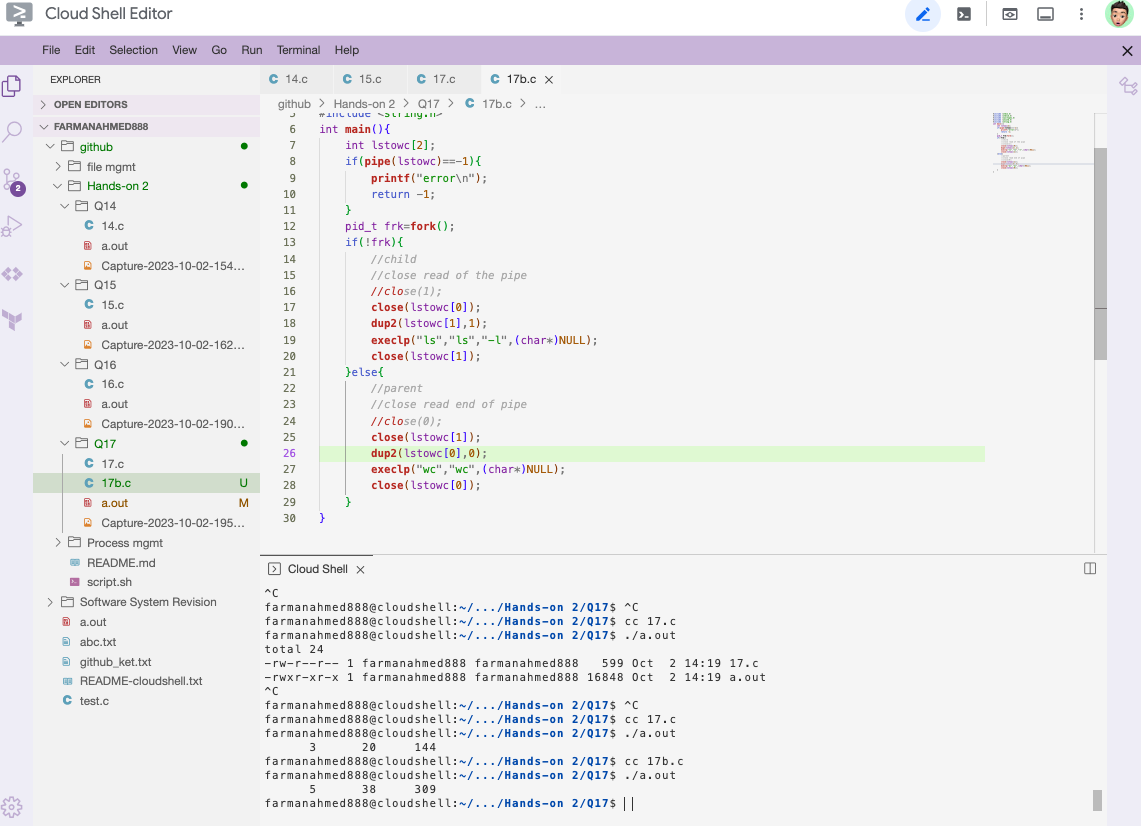 Cloud Shell Editor
File Edit Selection View Go Run Terminal Help
EXPLORER
OPEN EDITORS
FARMANAHMED888
github
file mgmt
Hands-on 2
Q14
14.c
a.out
Capture-2023-10-02-154...
Q15
15.c
a.out
Capture-2023-10-02-162...
Q16
16.c
a.out
Capture-2023-10-02-190...
Q17
17.c
17b.c U
a.out M
Capture-2023-10-02-195...
Process mgmt
README.md
script.sh
Software System Revision
a.out
abc.txt
github_ket.txt
README-cloudshell.txt
test.c
2
C 14.c C 15.c C 17.c C 17b.c
github > Hands-on 2 > Q17 > C 17b.c > ...
5 #include <string.h>
6 int main(){
7 int lstowc[2];
8 if(pipe(lstowc)==-1){
9 printf("error\n");
10 return -1;
11 }
12 pid_t frk=fork();
13 if(!frk){
14 //child
15 //close read of the pipe
16 //close(1);
17 close(lstowc[0]);
18 dup2(lstowc[1],1);
19 execlp("ls","ls","-l",(char*)NULL);
20 close(lstowc[1]);
21 }else{
22 //parent
23 //close read end of pipe
24 //close(0);
25 close(lstowc[1]);
26 dup2(lstowc[0],0);
27 execlp("wc","wc",(char*)NULL);
28 close(lstowc[0]);
29 }
30 }
Cloud Shell
^C
farmanahmed888@cloudshell:~/.../Hands-on 2/Q17$ ^C
farmanahmed888@cloudshell:~/.../Hands-on 2/Q17$ cc 17.c
farmanahmed888@cloudshell:~/.../Hands-on 2/Q17$ ./a.out
total 24
-rw-r--r-- 1 farmanahmed888 farmanahmed888 599 Oct 2 14:19 17.c
-rwxr-xr-x 1 farmanahmed888 farmanahmed888 16848 Oct 2 14:19 a.out
^C
farmanahmed888@cloudshell:~/.../Hands-on 2/Q17$ ^C
farmanahmed888@cloudshell:~/.../Hands-on 2/Q17$ cc 17.c
farmanahmed888@cloudshell:~/.../Hands-on 2/Q17$ ./a.out
3 20 144
farmanahmed888@cloudshell:~/.../Hands-on 2/Q17$ cc 17b.c
farmanahmed888@cloudshell:~/.../Hands-on 2/Q17$ ./a.out
5 38 309
farmanahmed888@cloudshell:~/.../Hands-on 2/Q17$